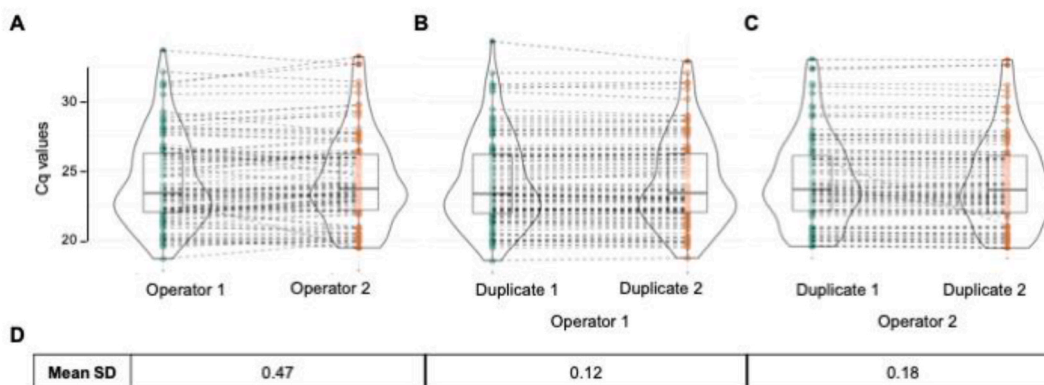 A
B
C
Cq values
30
25
20
Operator 1
Operator 2
Duplicate 1
Duplicate 2
Duplicate 1
Duplicate 2
Operator 1
Operator 2
D
Mean SD 0.47 0.12 0.18